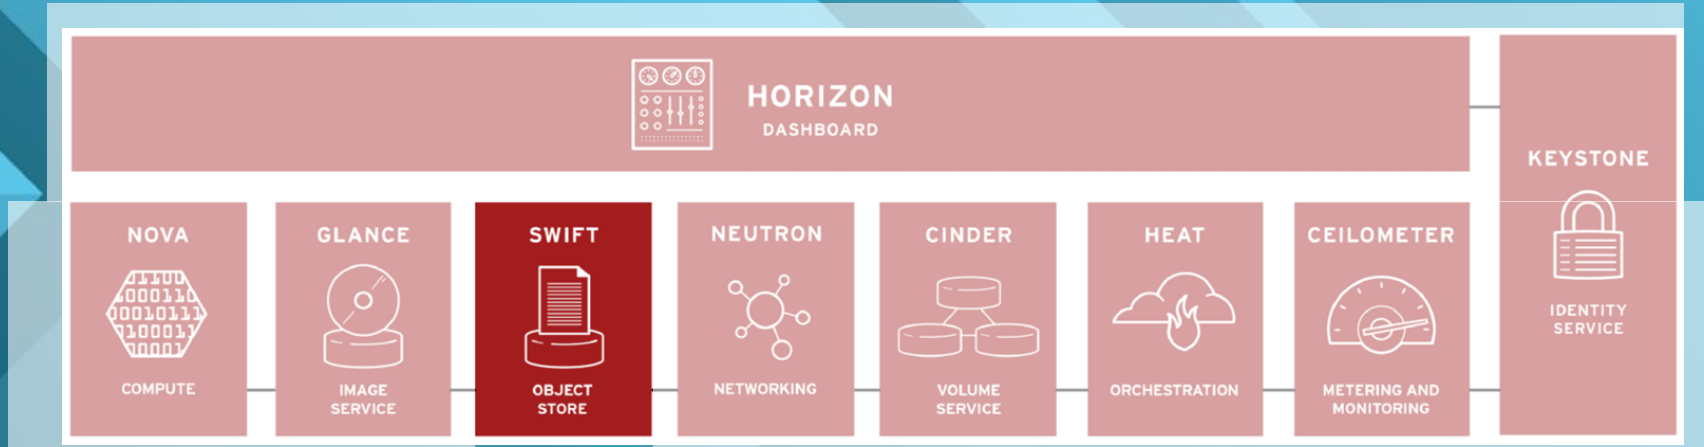 HORIZON
DASHBOARD
KEYSTONE
IDENTITY
SERVICE
NOVA
COMPUTE
GLANCE
IMAGE
SERVICE
SWIFT
OBJECT
STORE
NEUTRON
NETWORKING
CINDER
VOLUME
SERVICE
HEAT
ORCHESTRATION
CEILOMETER
METERING AND
MONITORING